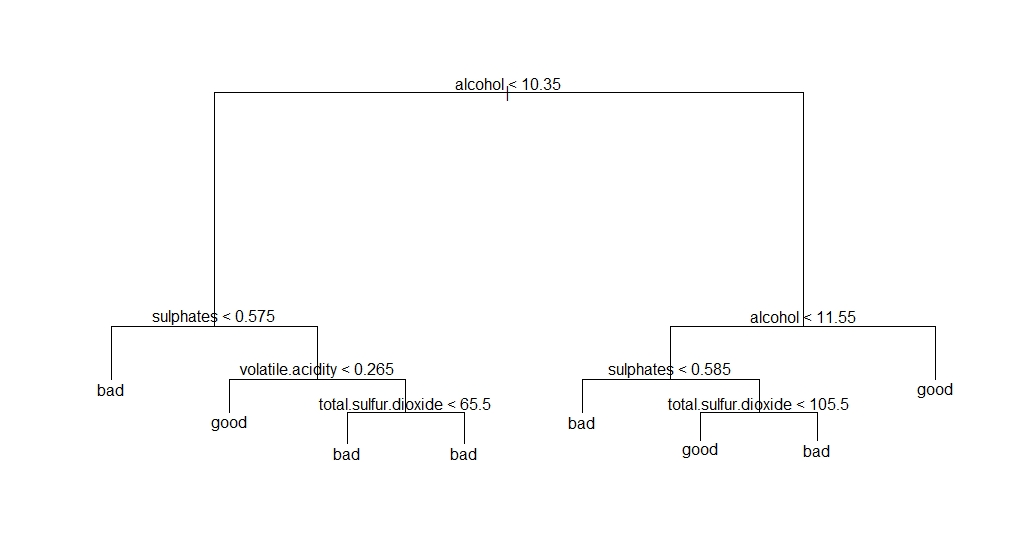 alcohol < 10.35
sulphates < 0.575
alcohol < 11.55
bad
volatile.acidity < 0.265
sulphates < 0.585
good
good
total.sulfur.dioxide < 65.5
bad
total.sulfur.dioxide < 105.5
bad
bad
good
bad